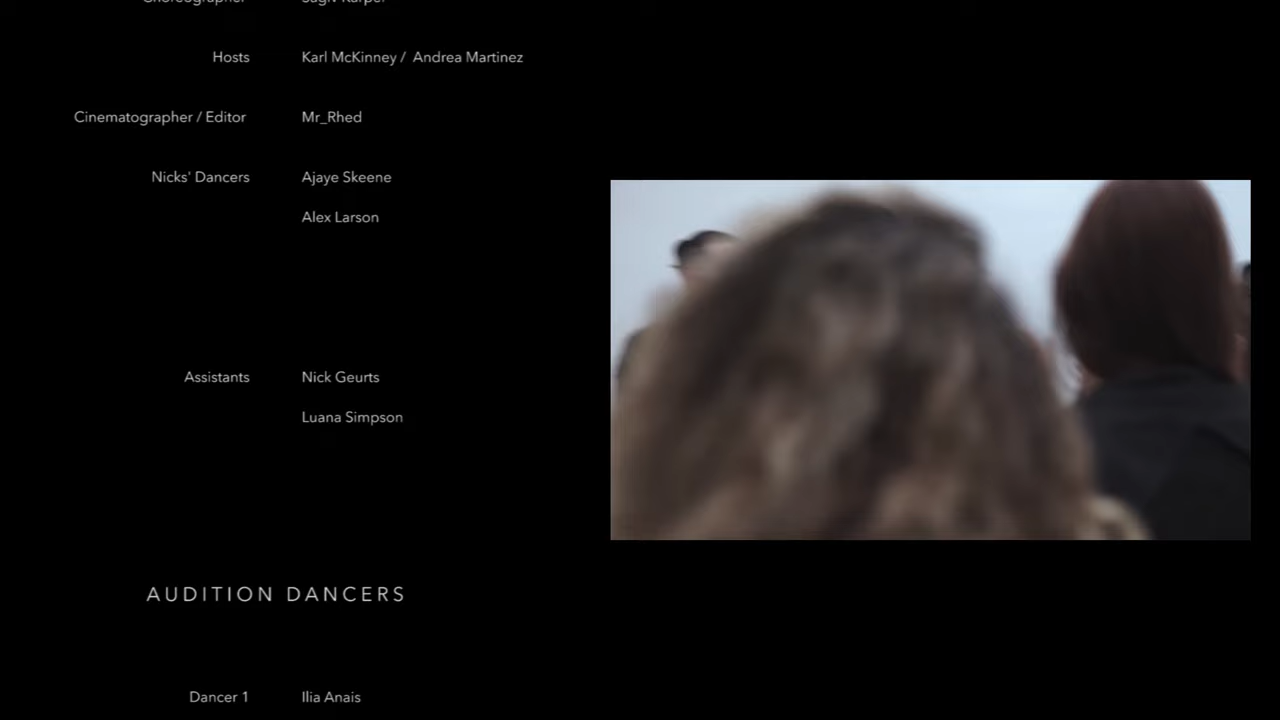 Hosts Karl McKinney / Andrea Martinez
Cinematographer / Editor Mr_Rhed
Nicks' Dancers Ajaye Skeene
Alex Larson
Assistants Nick Geurts
Luana Simpson
AUDITION DANCERS
Dancer 1 Ilia Anais